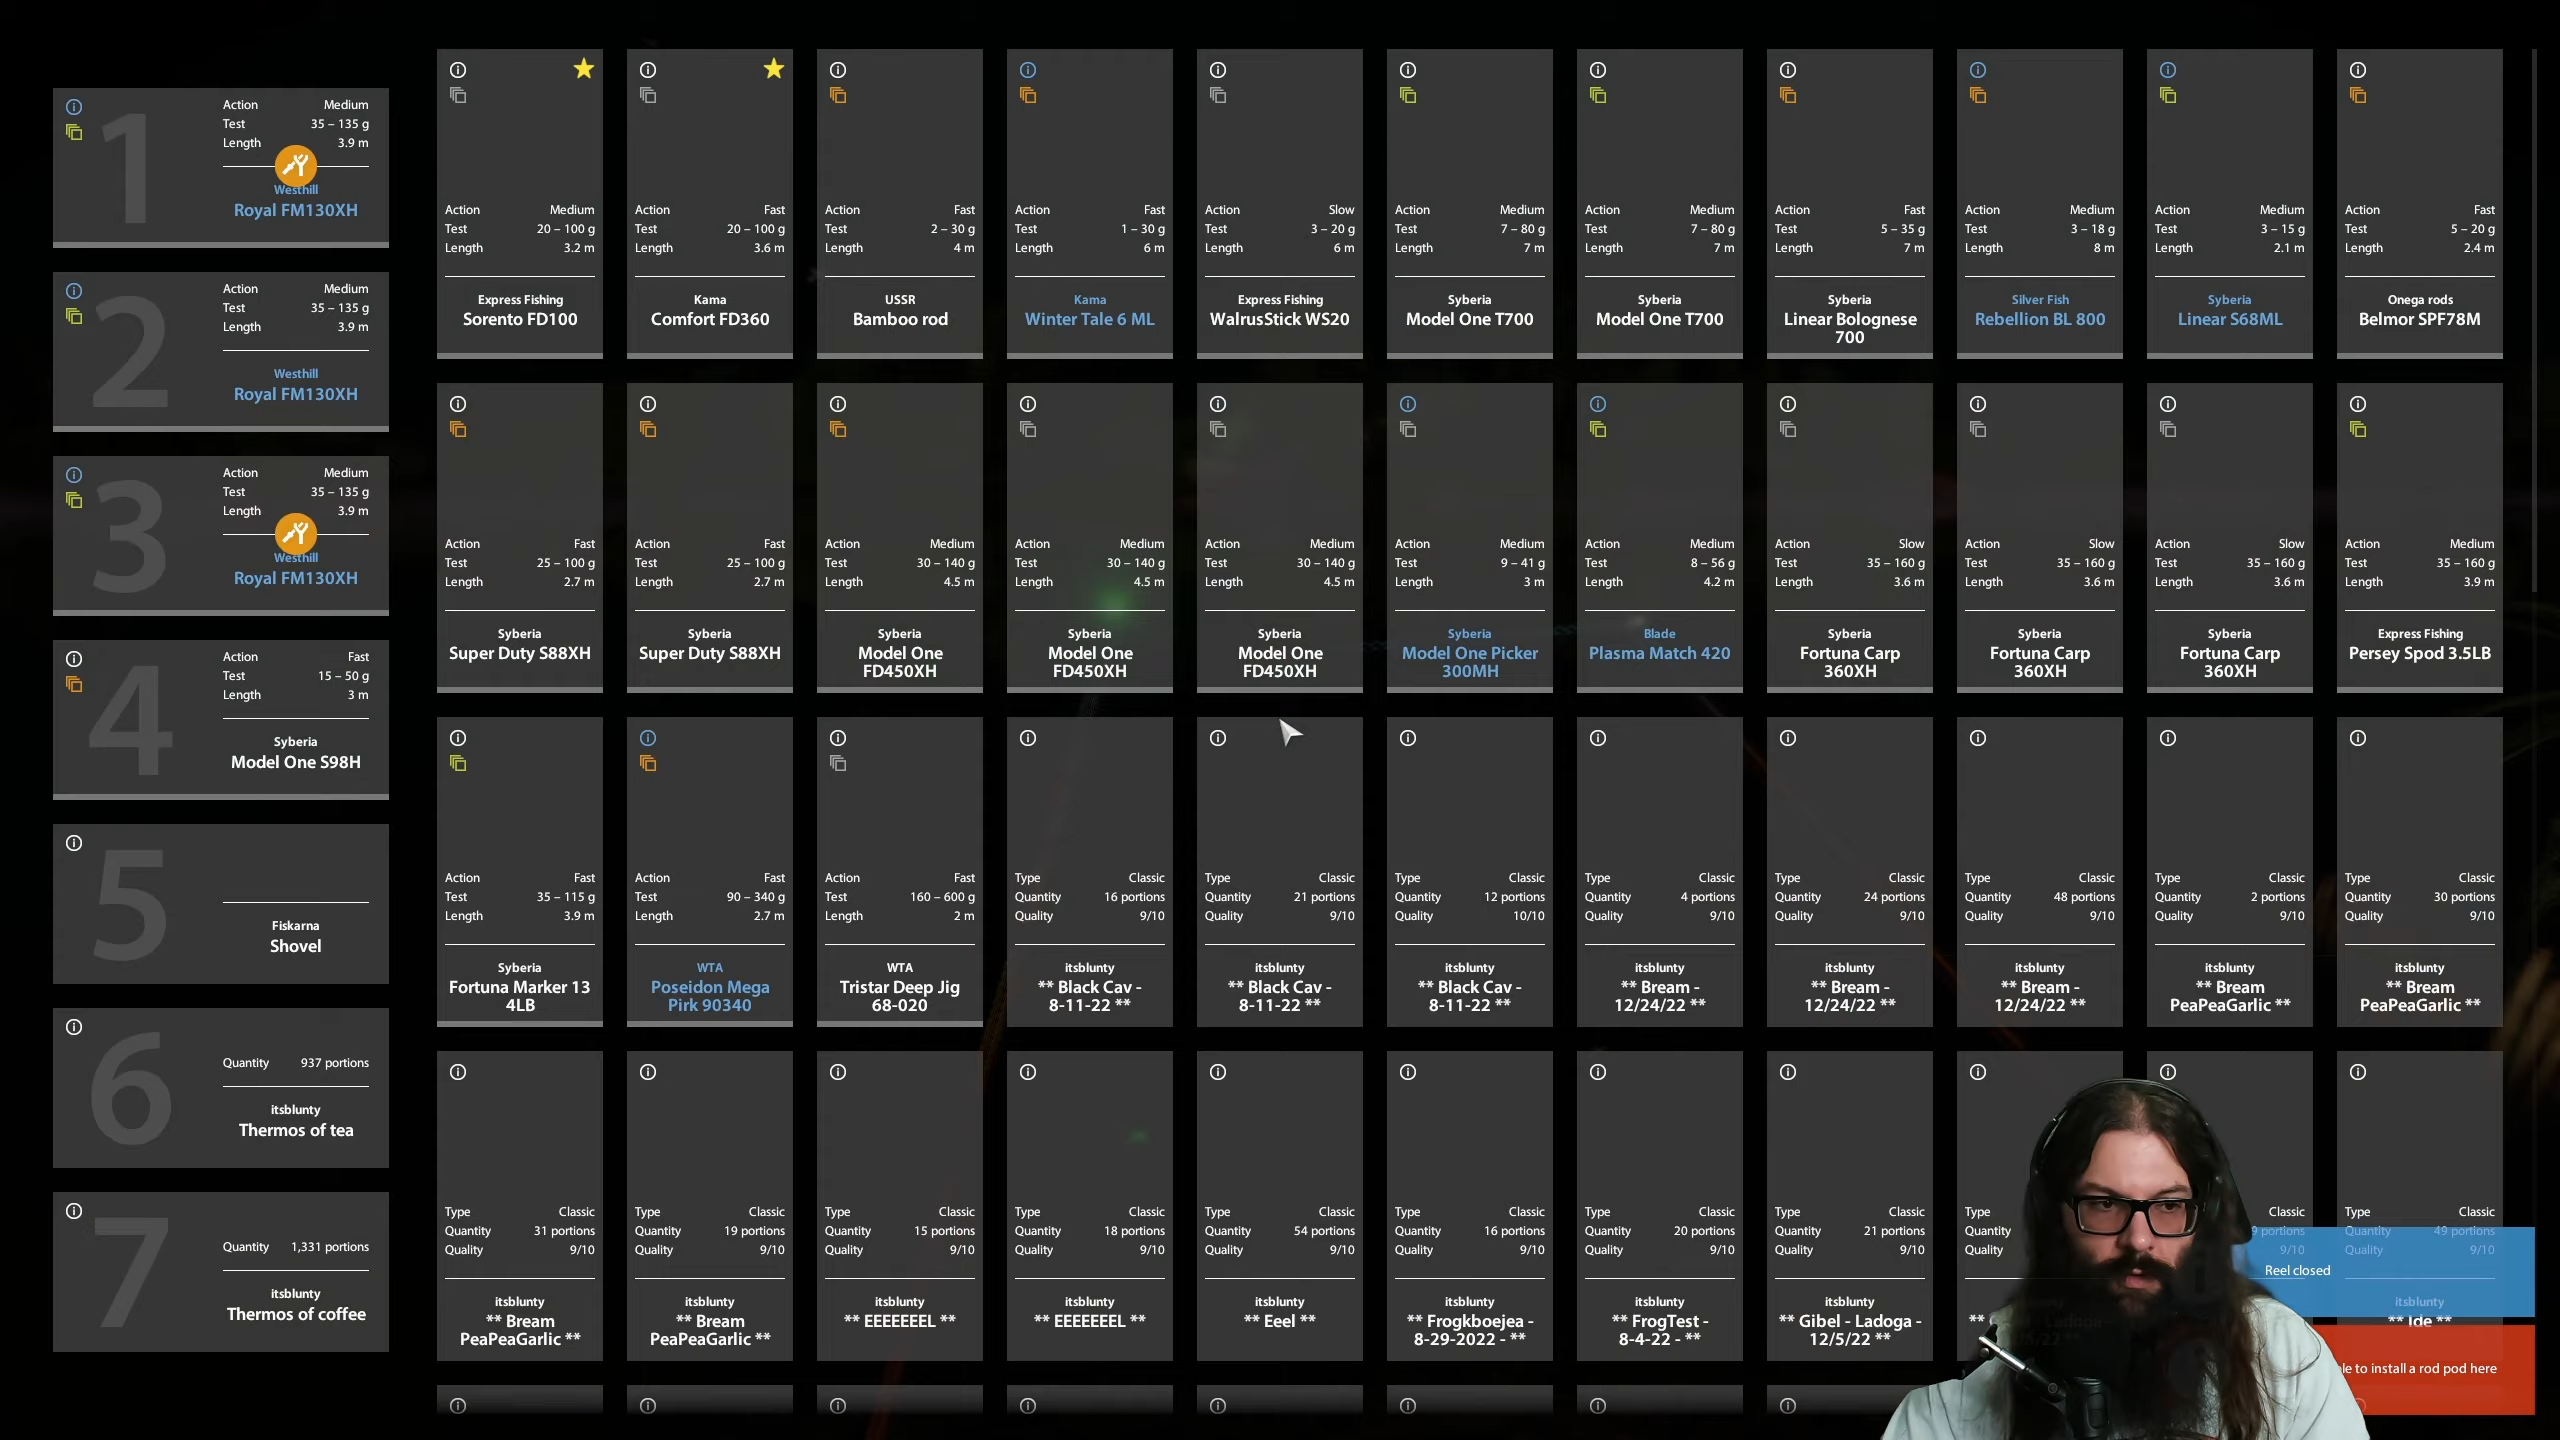 1
Action Medium
Test 35 – 135 g
Length 3.9 m
Westhill
Royal FM130XH
2
Action Medium
Test 35 – 135 g
Length 3.9 m
Westhill
Royal FM130XH
3
Action Medium
Test 35 – 135 g
Length 3.9 m
Westhill
Royal FM130XH
4
Action Fast
Test 15 – 50 g
Length 3 m
Syberia
Model One S98H
5
Fiskarna
Shovel
6
Quantity 937 portions
itsblunty
Thermos of tea
7
Quantity 1,331 portions
itsblunty
Thermos of coffee
Action Medium
Test 20 – 100 g
Length 3.2 m
Express Fishing
Sorento FD100
Action Fast
Test 20 – 100 g
Length 3.6 m
Kama
Comfort FD360
Action Fast
Test 2 – 30 g
Length 4 m
USSR
Bamboo rod
Action Fast
Test 1 – 30 g
Length 6 m
Kama
Winter Tale 6 ML
Action Slow
Test 3 – 20 g
Length 6 m
Express Fishing
WalrusStick WS20
Action Medium
Test 7 – 80 g
Length 7 m
Syberia
Model One T700
Action Medium
Test 7 – 80 g
Length 7 m
Syberia
Model One T700
Action Fast
Test 5 – 35 g
Length 7 m
Syberia
Linear Bolognese
700
Action Medium
Test 3 – 18 g
Length 8 m
Silver Fish
Rebellion BL 800
Action Medium
Test 3 – 15 g
Length 2.1 m
Syberia
Linear S68ML
Action Fast
Test 5 – 20 g
Length 2.4 m
Onega rods
Belmor SPF78M
Action Fast
Test 25 – 100 g
Length 2.7 m
Syberia
Super Duty S88XH
Action Fast
Test 25 – 100 g
Length 2.7 m
Syberia
Super Duty S88XH
Action Medium
Test 30 – 140 g
Length 4.5 m
Syberia
Model One
FD450XH
Action Medium
Test 30 – 140 g
Length 4.5 m
Syberia
Model One
FD450XH
Action Medium
Test 30 – 140 g
Length 4.5 m
Syberia
Model One
FD450XH
Action Medium
Test 9 – 41 g
Length 3 m
Syberia
Model One Picker
300MH
Action Medium
Test 8 – 56 g
Length 4.2 m
Blade
Plasma Match 420
Action Slow
Test 35 – 160 g
Length 3.6 m
Syberia
Fortuna Carp
360XH
Action Slow
Test 35 – 160 g
Length 3.6 m
Syberia
Fortuna Carp
360XH
Action Slow
Test 35 – 160 g
Length 3.6 m
Syberia
Fortuna Carp
360XH
Action Medium
Test 35 – 160 g
Length 3.9 m
Express Fishing
Persey Spod 3.5LB
Action Fast
Test 35 – 115 g
Length 3.9 m
Syberia
Fortuna Marker 13
4LB
Action Fast
Test 90 – 340 g
Length 2.7 m
WTA
Poseidon Mega
Pirk 90340
Action Fast
Test 160 – 600 g
Length 2 m
WTA
Tristar Deep Jig
68-020
Type Classic
Quantity 16 portions
Quality 9/10
itsblunty
** Black Cav -
8-11-22 **
Type Classic
Quantity 21 portions
Quality 9/10
itsblunty
** Black Cav -
8-11-22 **
Type Classic
Quantity 12 portions
Quality 10/10
itsblunty
** Black Cav -
8-11-22 **
Type Classic
Quantity 4 portions
Quality 9/10
itsblunty
** Bream -
12/24/22 **
Type Classic
Quantity 24 portions
Quality 9/10
itsblunty
** Bream -
12/24/22 **
Type Classic
Quantity 48 portions
Quality 9/10
itsblunty
** Bream -
12/24/22 **
Type Classic
Quantity 2 portions
Quality 9/10
itsblunty
** Bream
PeaPeaGarlic **
Type Classic
Quantity 30 portions
Quality 9/10
itsblunty
** Bream
PeaPeaGarlic **
Type Classic
Quantity 31 portions
Quality 9/10
itsblunty
** Bream
PeaPeaGarlic **
Type Classic
Quantity 19 portions
Quality 9/10
itsblunty
** Bream
PeaPeaGarlic **
Type Classic
Quantity 15 portions
Quality 9/10
itsblunty
** EEEEEEEL **
Type Classic
Quantity 18 portions
Quality 9/10
itsblunty
** EEEEEEEL **
Type Classic
Quantity 54 portions
Quality 9/10
itsblunty
** Eeel **
Type Classic
Quantity 16 portions
Quality 9/10
itsblunty
** Frogkboejea -
8-29-2022 - **
Type Classic
Quantity 20 portions
Quality 9/10
itsblunty
** FrogTest -
8-4-22 - **
Type Classic
Quantity 21 portions
Quality 9/10
itsblunty
** Gibel - Ladoga -
12/5/22 **
Type
Quantity
Quality
**
Classic
portions
9/10
Type Classic
Quantity 49 portions
Quality 9/10
itsblunty
** Ide **
Reel closed
to install a rod pod here